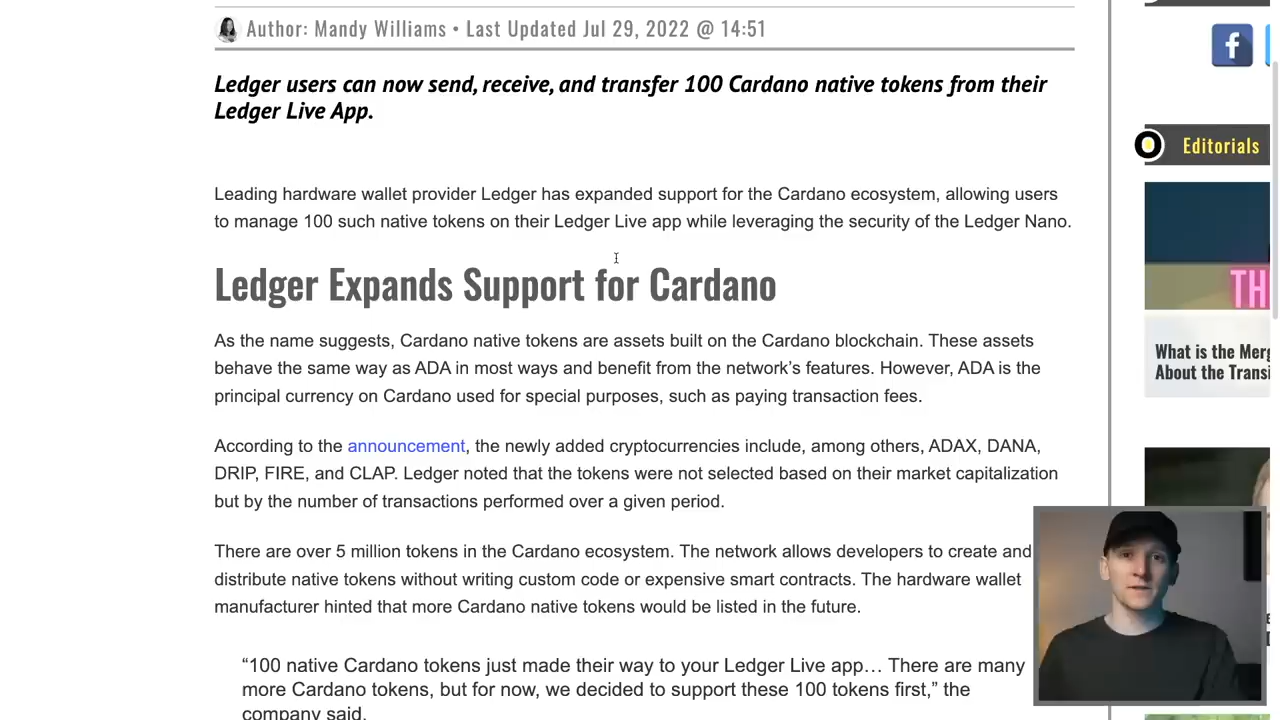 Author: Mandy Williams • Last Updated Jul 29, 2022 @ 14:51
Ledger users can now send, receive, and transfer 100 Cardano native tokens from their
Ledger Live App.
Leading hardware wallet provider Ledger has expanded support for the Cardano ecosystem, allowing users
to manage 100 such native tokens on their Ledger Live app while leveraging the security of the Ledger Nano.
Ledger Expands Support for Cardano
As the name suggests, Cardano native tokens are assets built on the Cardano blockchain. These assets
behave the same way as ADA in most ways and benefit from the network’s features. However, ADA is the
principal currency on Cardano used for special purposes, such as paying transaction fees.
According to the announcement, the newly added cryptocurrencies include, among others, ADAX, DANA,
DRIP, FIRE, and CLAP. Ledger noted that the tokens were not selected based on their market capitalization
but by the number of transactions performed over a given period.
There are over 5 million tokens in the Cardano ecosystem. The network allows developers to create and
distribute native tokens without writing custom code or expensive smart contracts. The hardware wallet
manufacturer hinted that more Cardano native tokens would be listed in the future.
“100 native Cardano tokens just made their way to your Ledger Live app… There are many
more Cardano tokens, but for now, we decided to support these 100 tokens first,” the
company said.
Editorials
TH
What is the Merg
About the Transi